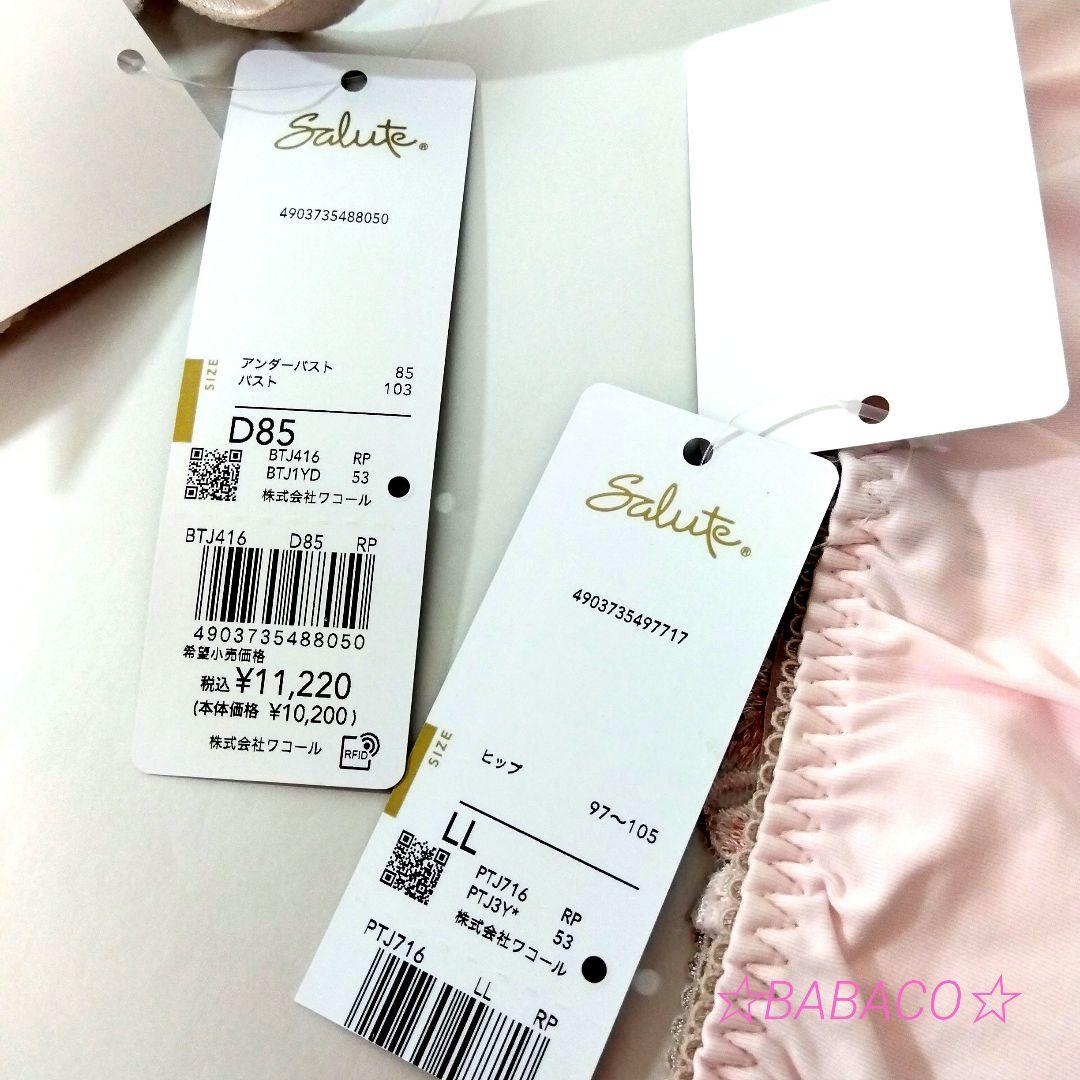 Salute®
4903735488050
SIZE
アンダーバスト 85
バスト 103
D85
BTJ416 RP
BTJ1YD 53
株式会社ワコール
BTJ416 D85 RP
4903735488050
希望小売価格
税込 ¥11,220
(本体価格 ¥10,200)
株式会社ワコール
RFID
Salute®
4903735497717
SIZE
ヒップ
97〜105
LL
PTJ716 RP
PTJ3Y* 53
株式会社ワコール
PTJ716 LL RP
☆BABACO☆